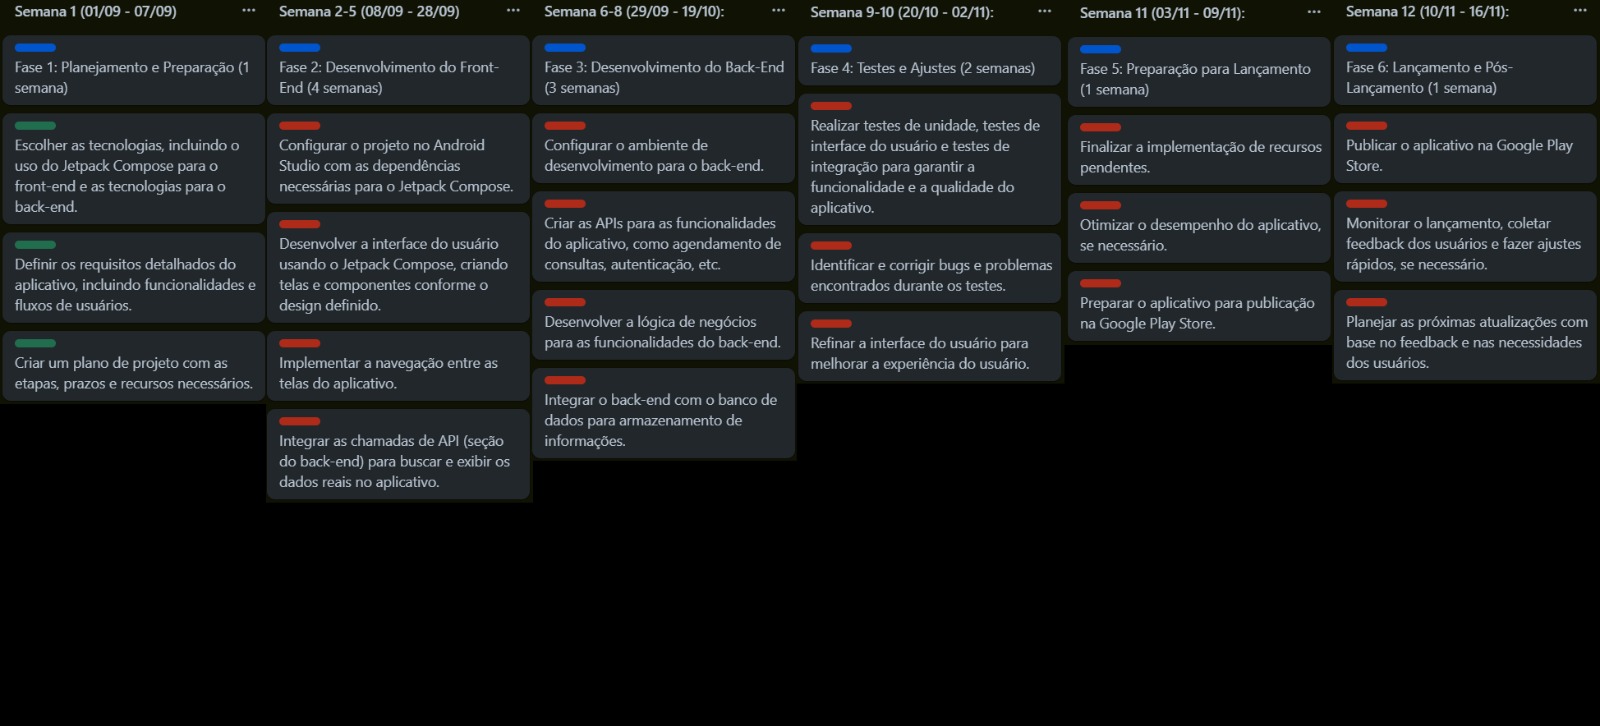 Semana 1 (01/09 - 07/09)
Fase 1: Planejamento e Preparação (1
semana)
Escolher as tecnologias, incluindo o
uso do Jetpack Compose para o
front-end e as tecnologias para o
back-end.
Definir os requisitos detalhados do
aplicativo, incluindo funcionalidades e
fluxos de usuários.
Criar um plano de projeto com as
etapas, prazos e recursos necessários.
Semana 2-5 (08/09 - 28/09)
Fase 2: Desenvolvimento do Front-
End (4 semanas)
Configurar o projeto no Android
Studio com as dependências
necessárias para o Jetpack Compose.
Desenvolver a interface do usuário
usando o Jetpack Compose, criando
telas e componentes conforme o
design definido.
Implementar a navegação entre as
telas do aplicativo.
Integrar as chamadas de API (seção
do back-end) para buscar e exibir os
dados reais no aplicativo.
Semana 6-8 (29/09 - 19/10):
Fase 3: Desenvolvimento do Back-End
(3 semanas)
Configurar o ambiente de
desenvolvimento para o back-end.
Criar as APIs para as funcionalidades
do aplicativo, como agendamento de
consultas, autenticação, etc.
Desenvolver a lógica de negócios
para as funcionalidades do back-end.
Integrar o back-end com o banco de
dados para armazenamento de
informações.
Semana 9-10 (20/10 - 02/11):
Fase 4: Testes e Ajustes (2 semanas)
Realizar testes de unidade, testes de
interface do usuário e testes de
integração para garantir a
funcionalidade e a qualidade do
aplicativo.
Identificar e corrigir bugs e problemas
encontrados durante os testes.
Refinar a interface do usuário para
melhorar a experiência do usuário.
Semana 11 (03/11 - 09/11):
Fase 5: Preparação para Lançamento
(1 semana)
Finalizar a implementação de recursos
pendentes.
Otimizar o desempenho do aplicativo,
se necessário.
Preparar o aplicativo para publicação
na Google Play Store.
Semana 12 (10/11 - 16/11):
Fase 6: Lançamento e Pós-
Lançamento (1 semana)
Publicar o aplicativo na Google Play
Store.
Monitorar o lançamento, coletar
feedback dos usuários e fazer ajustes
rápidos, se necessário.
Planejar as próximas atualizações com
base no feedback e nas necessidades
dos usuários.